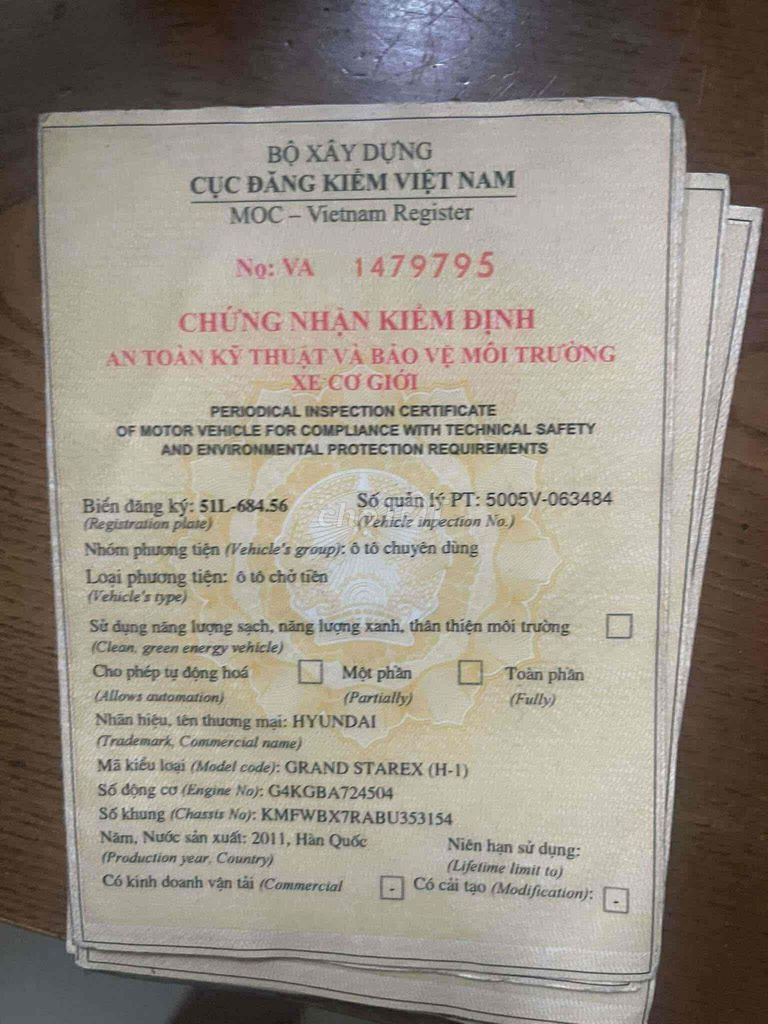 BỘ XÂY DỰNG
CỤC ĐĂNG KIỂM VIỆT NAM
MOC – Vietnam Register
Nọ: VA 1479795
CHỨNG NHẬN KIỂM ĐỊNH
AN TOÀN KỸ THUẬT VÀ BẢO VỆ MÔI TRƯỜNG
XE CƠ GIỚI
PERIODICAL INSPECTION CERTIFICATE
OF MOTOR VEHICLE FOR COMPLIANCE WITH TECHNICAL SAFETY
AND ENVIRONMENTAL PROTECTION REQUIREMENTS
Biển đăng ký: 51L-684.56 Số quản lý PT: 5005V-063484
(Registration plate) (Vehicle inpection No.)
Nhóm phương tiện (Vehicle's group): ô tô chuyên dùng
Loại phương tiện: ô tô chở tiền
(Vehicle's type)
Sử dụng năng lượng sạch, năng lượng xanh, thân thiện môi trường
(Clean, green energy vehicle)
Cho phép tự động hoá Một phần Toàn phần
(Allows automation) (Partially) (Fully)
Nhãn hiệu, tên thương mại: HYUNDAI
(Trademark, Commercial name)
Mã kiểu loại (Model code): GRAND STAREX (H-1)
Số động cơ (Engine No): G4KGBA724504
Số khung (Chassis No): KMFWBX7RABU353154
Năm, Nước sản xuất: 2011, Hàn Quốc Niên hạn sử dụng:
(Production year, Country) (Lifetime limit to)
Có kinh doanh vận tải (Commercial - Có cải tạo (Modification): -